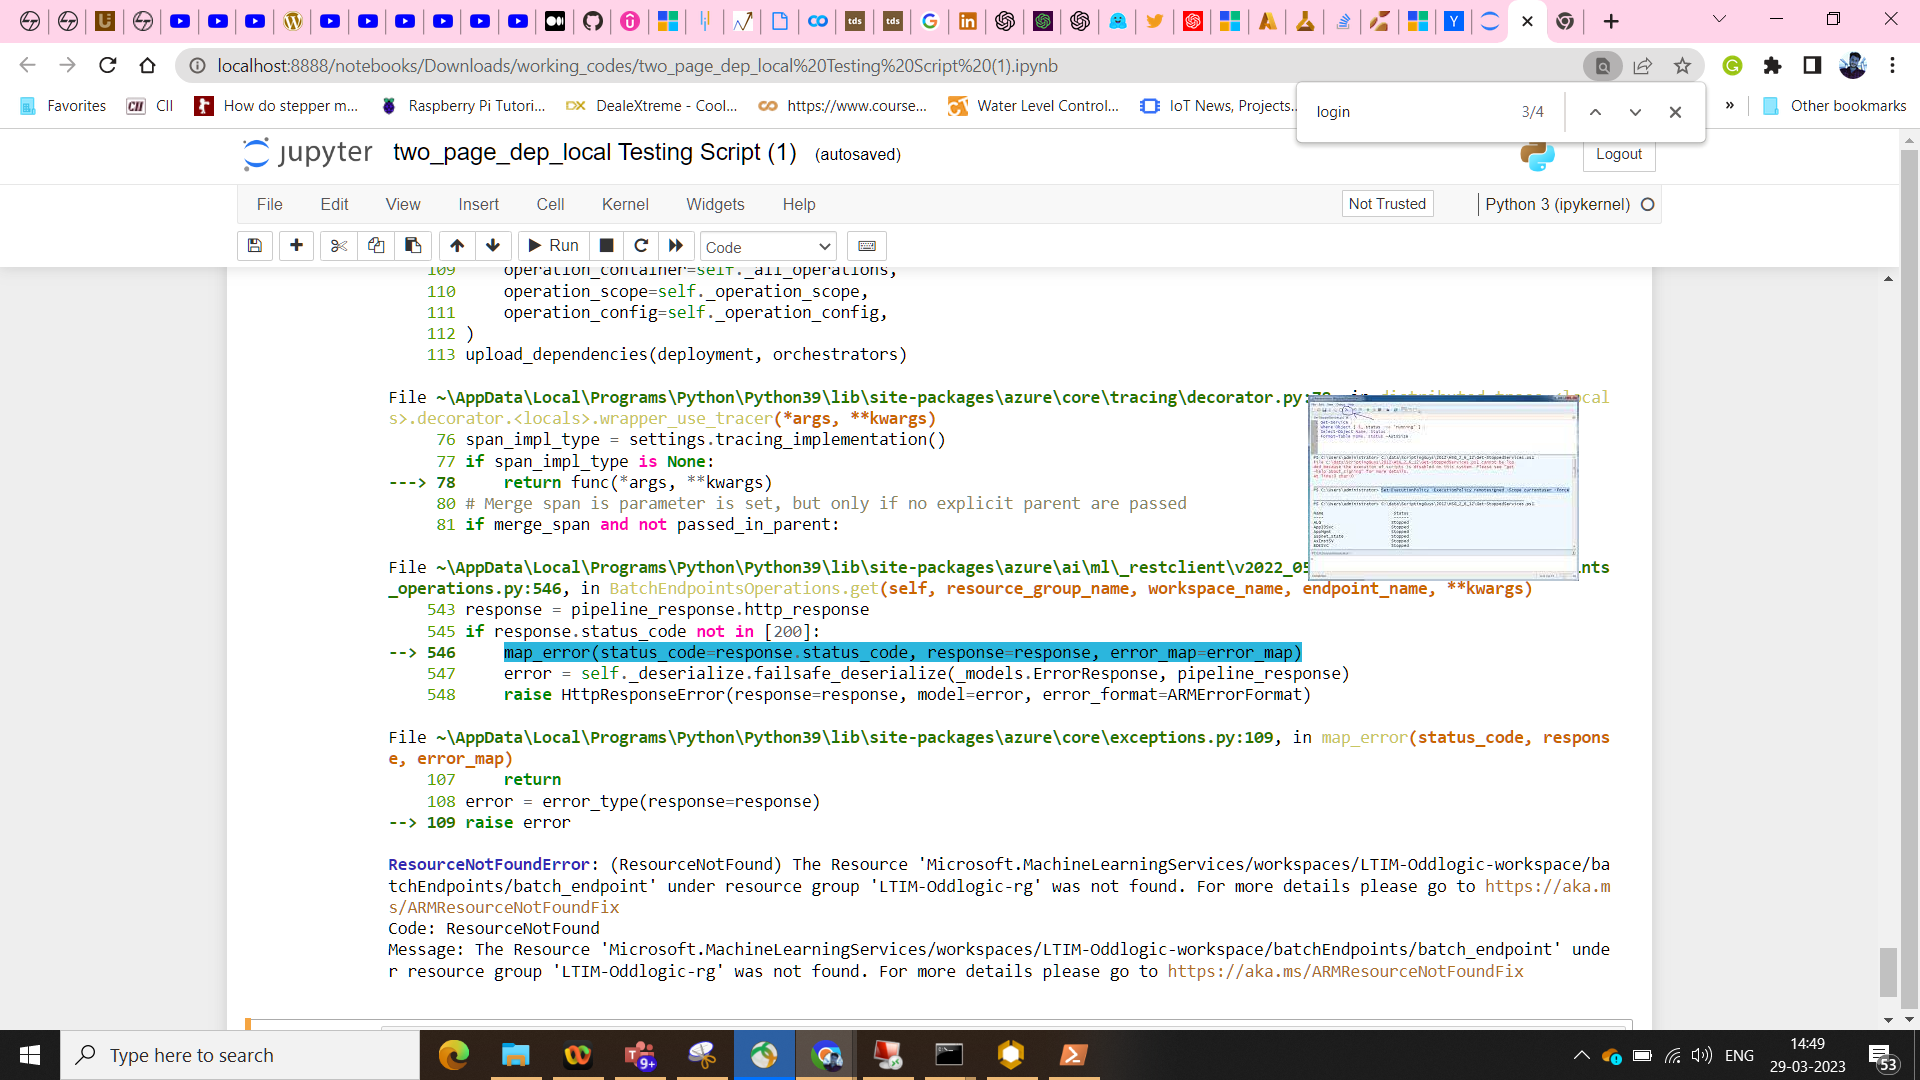 localhost:8888/notebooks/Downloads/working_codes/two_page_dep_local%20Testing%20Script%20(1).ipynb
Favorites CII How do stepper m... Raspberry Pi Tutori... DealeXtreme - Cool... https://www.course... Water Level Control... IoT News, Projects... » Other bookmarks
login 3/4
jupyter two_page_dep_local Testing Script (1) (autosaved) Logout
File Edit View Insert Cell Kernel Widgets Help Not Trusted Python 3 (ipykernel)
Run Code
109 operation_container=self._all_operations,
110 operation_scope=self._operation_scope,
111 operation_config=self._operation_config,
112 )
113 upload_dependencies(deployment, orchestrators)
File ~\AppData\Local\Programs\Python\Python39\lib\site-packages\azure\core\tracing\decorator.py:78, in
s>.decorator.<locals>.wrapper_use_tracer(*args, **kwargs)
76 span_impl_type = settings.tracing_implementation()
77 if span_impl_type is None:
---> 78 return func(*args, **kwargs)
80 # Merge span is parameter is set, but only if no explicit parent are passed
81 if merge_span and not passed_in_parent:
File ~\AppData\Local\Programs\Python\Python39\lib\site-packages\azure\ai\ml\_restclient\v2022_05
_operations.py:546, in BatchEndpointsOperations.get(self, resource_group_name, workspace_name, endpoint_name, **kwargs)
543 response = pipeline_response.http_response
545 if response.status_code not in [200]:
--> 546 map_error(status_code=response.status_code, response=response, error_map=error_map)
547 error = self._deserialize.failsafe_deserialize(_models.ErrorResponse, pipeline_response)
548 raise HttpResponseError(response=response, model=error, error_format=ARMErrorFormat)
File ~\AppData\Local\Programs\Python\Python39\lib\site-packages\azure\core\exceptions.py:109, in map_error(status_code, respons
e, error_map)
107 return
108 error = error_type(response=response)
--> 109 raise error
ResourceNotFoundError: (ResourceNotFound) The Resource 'Microsoft.MachineLearningServices/workspaces/LTIM-Oddlogic-workspace/ba
tchEndpoints/batch_endpoint' under resource group 'LTIM-Oddlogic-rg' was not found. For more details please go to https://aka.m
s/ARMResourceNotFoundFix
Code: ResourceNotFound
Message: The Resource 'Microsoft.MachineLearningServices/workspaces/LTIM-Oddlogic-workspace/batchEndpoints/batch_endpoint' unde
r resource group 'LTIM-Oddlogic-rg' was not found. For more details please go to https://aka.ms/ARMResourceNotFoundFix
Type here to search
ENG
14:49
29-03-2023
53